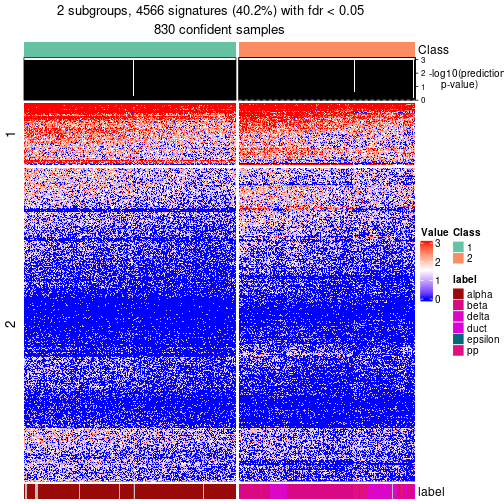 2 subgroups, 4566 signatures (40.2%) with fdr < 0.05
830 confident samples
Class
3
2
1
0
-log10(prediction
p-value)
1
2
Value
3
2
1
0
Class
1
2
label
alpha
beta
delta
duct
epsilon
pp
label